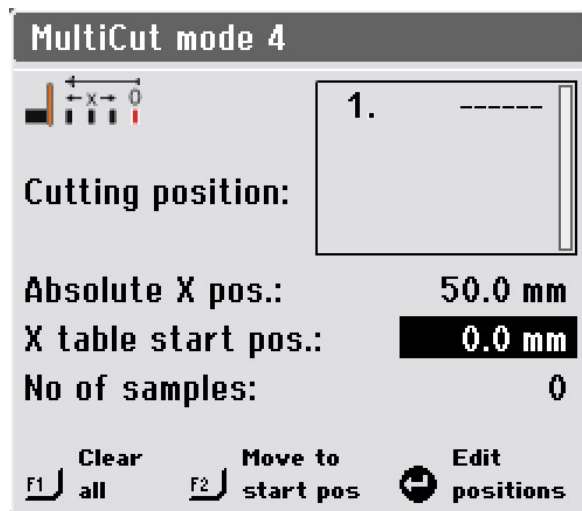 MultiCut mode 4
x 0
1. ------
Cutting position:
Absolute X pos.: 50.0 mm
X table start pos.: 0.0 mm
No of samples: 0
F1 Clear all
F2 Move to start pos
Edit positions